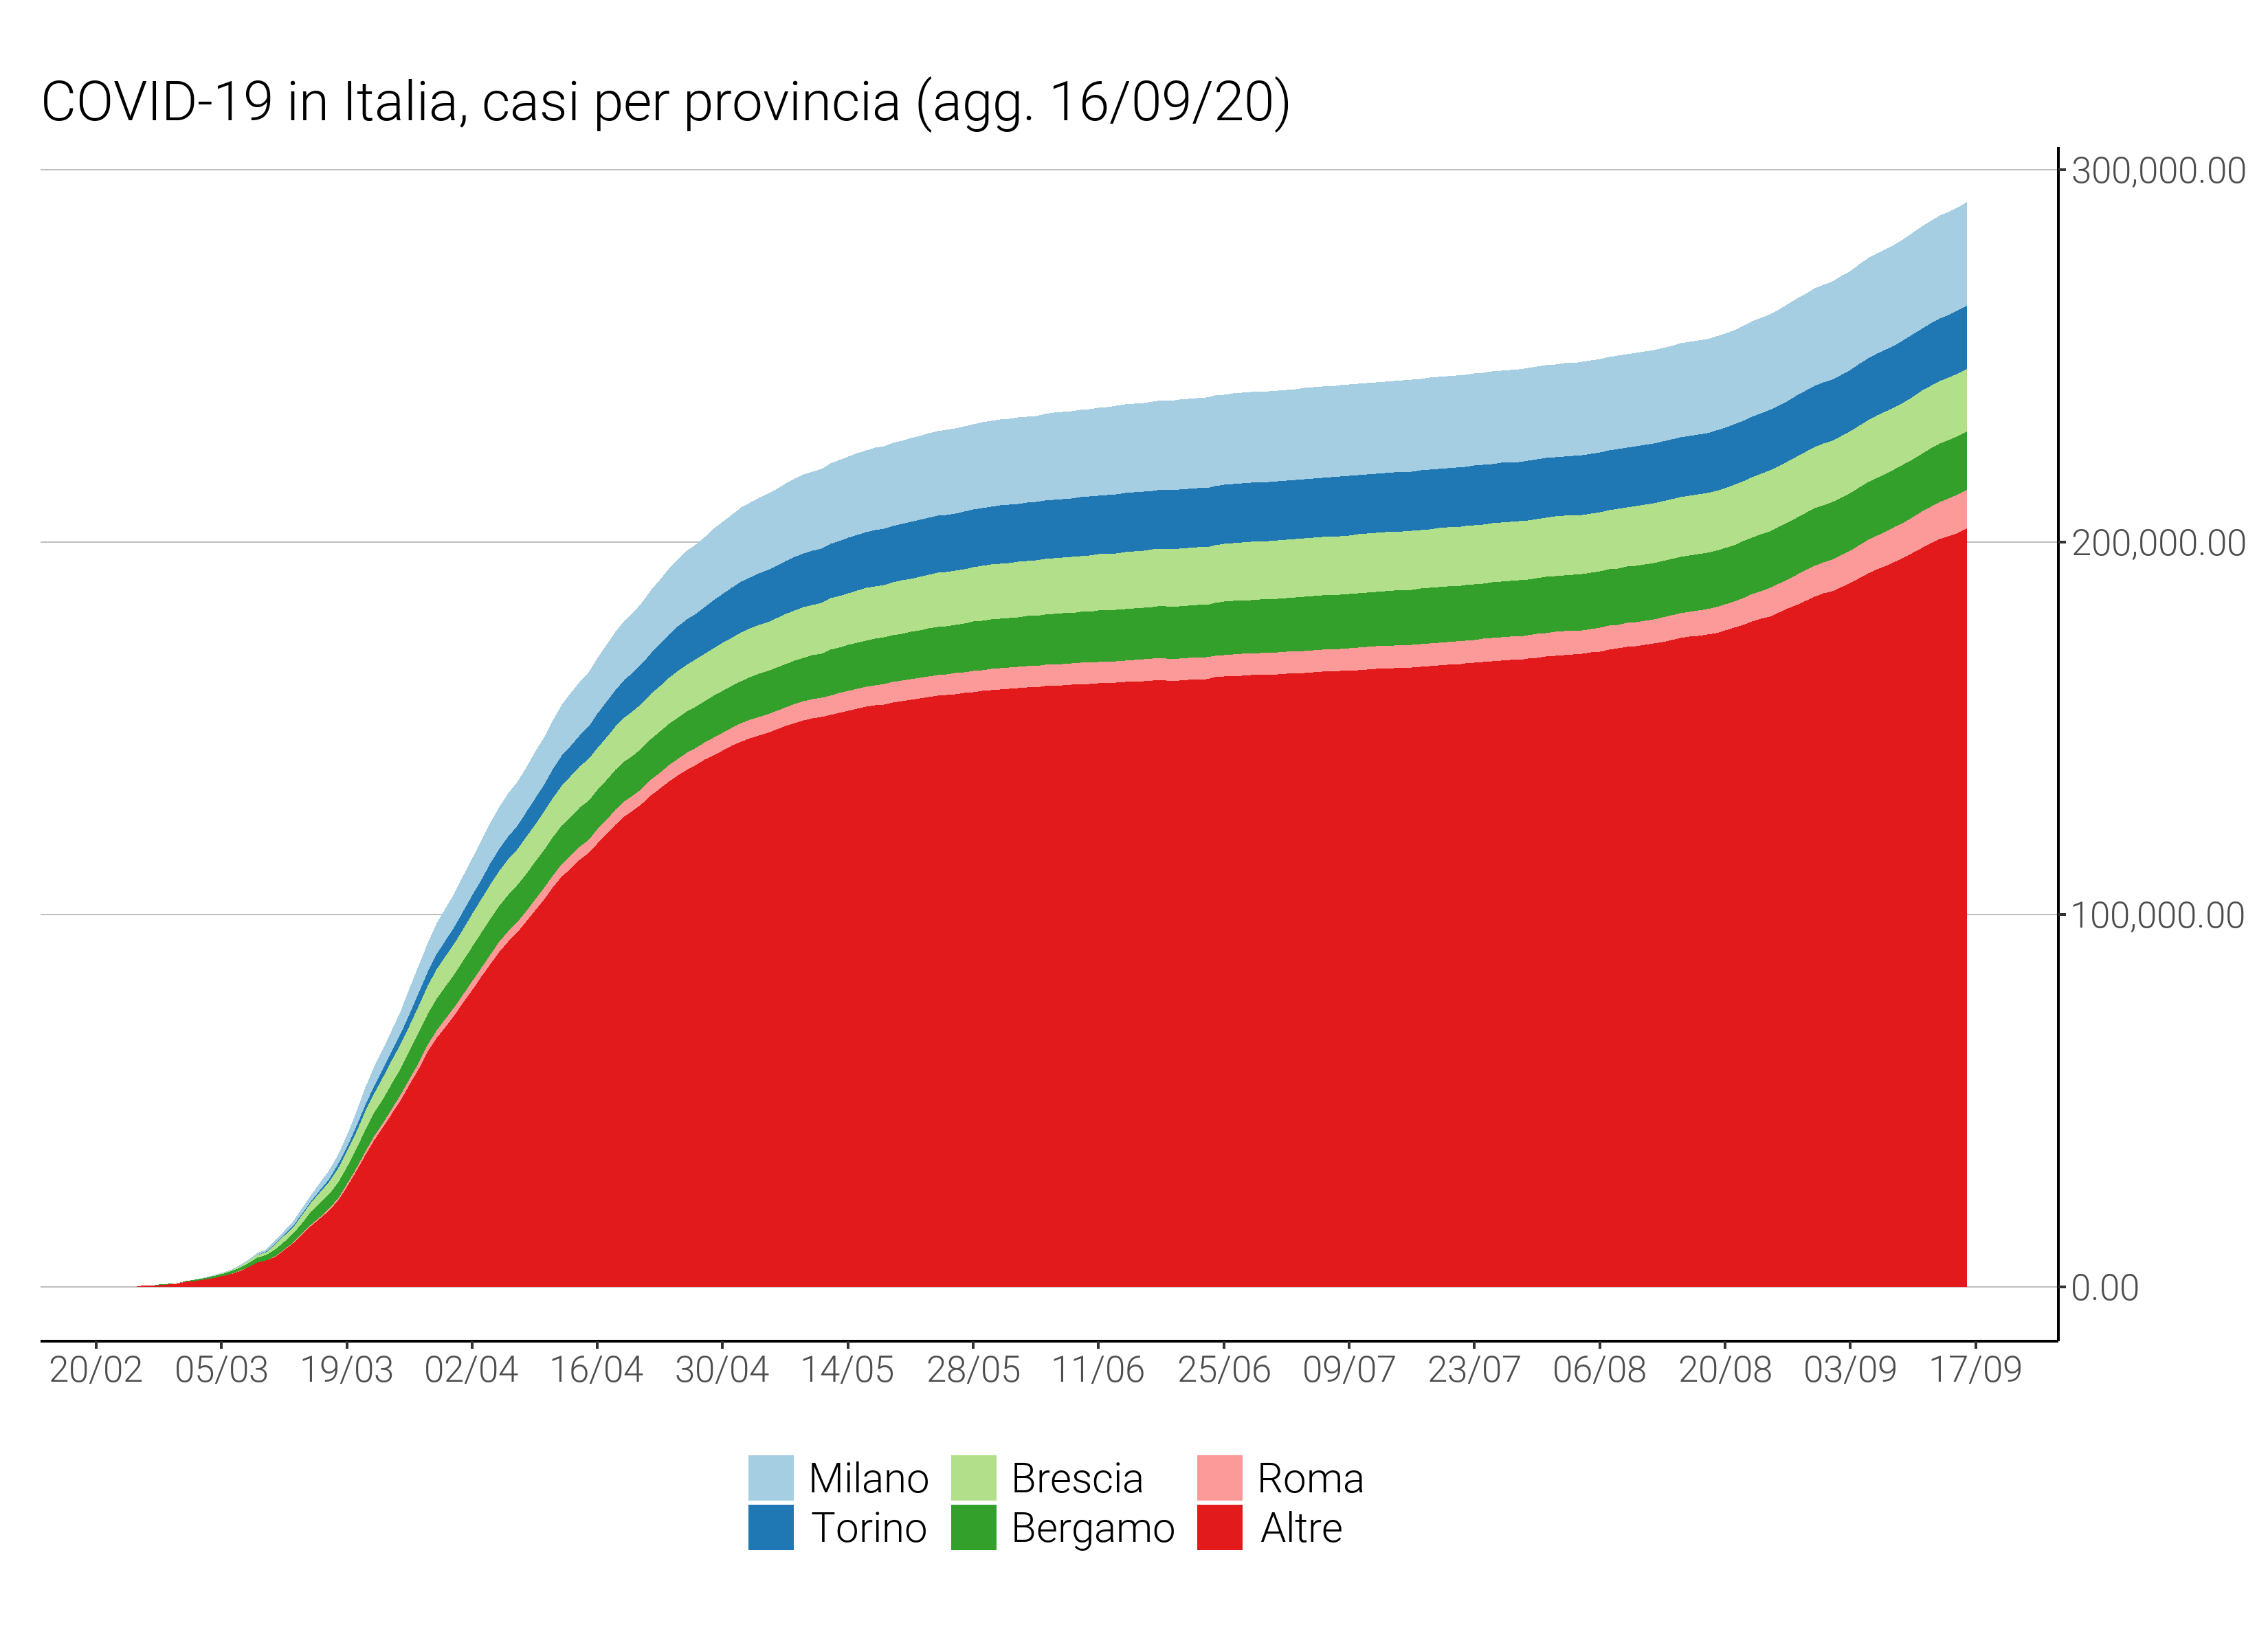 COVID-19 in Italia, casi per provincia (agg. 16/09/20)
300,000.00
200,000.00
100,000.00
0.00
20/02 05/03 19/03 02/04 16/04 30/04 14/05 28/05 11/06 25/06 09/07 23/07 06/08 20/08 03/09 17/09
Milano Brescia Roma
Torino Bergamo Altre